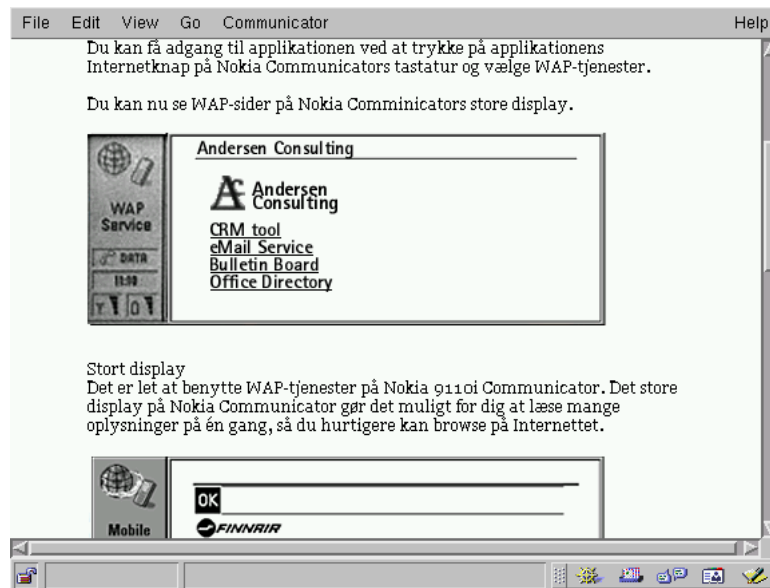 File Edit View Go Communicator Help
Du kan få adgang til applikationen ved at trykke på applikationens
Internetknap på Nokia Communicators tastatur og vælge WAP-tjenester.
Du kan nu se WAP-sider på Nokia Comminicators store display.
Andersen Consulting
Andersen
Consulting
WAP
Service
CRM tool
eMail Service
Bulletin Board
Office Directory
DATA
11:00
Stort display
Det er let at benytte WAP-tjenester på Nokia 9110i Communicator. Det store
display på Nokia Communicator gør det muligt for dig at læse mange
oplysninger på én gang, så du hurtigere kan browse på Internettet.
OK
Mobile
FINNAIR